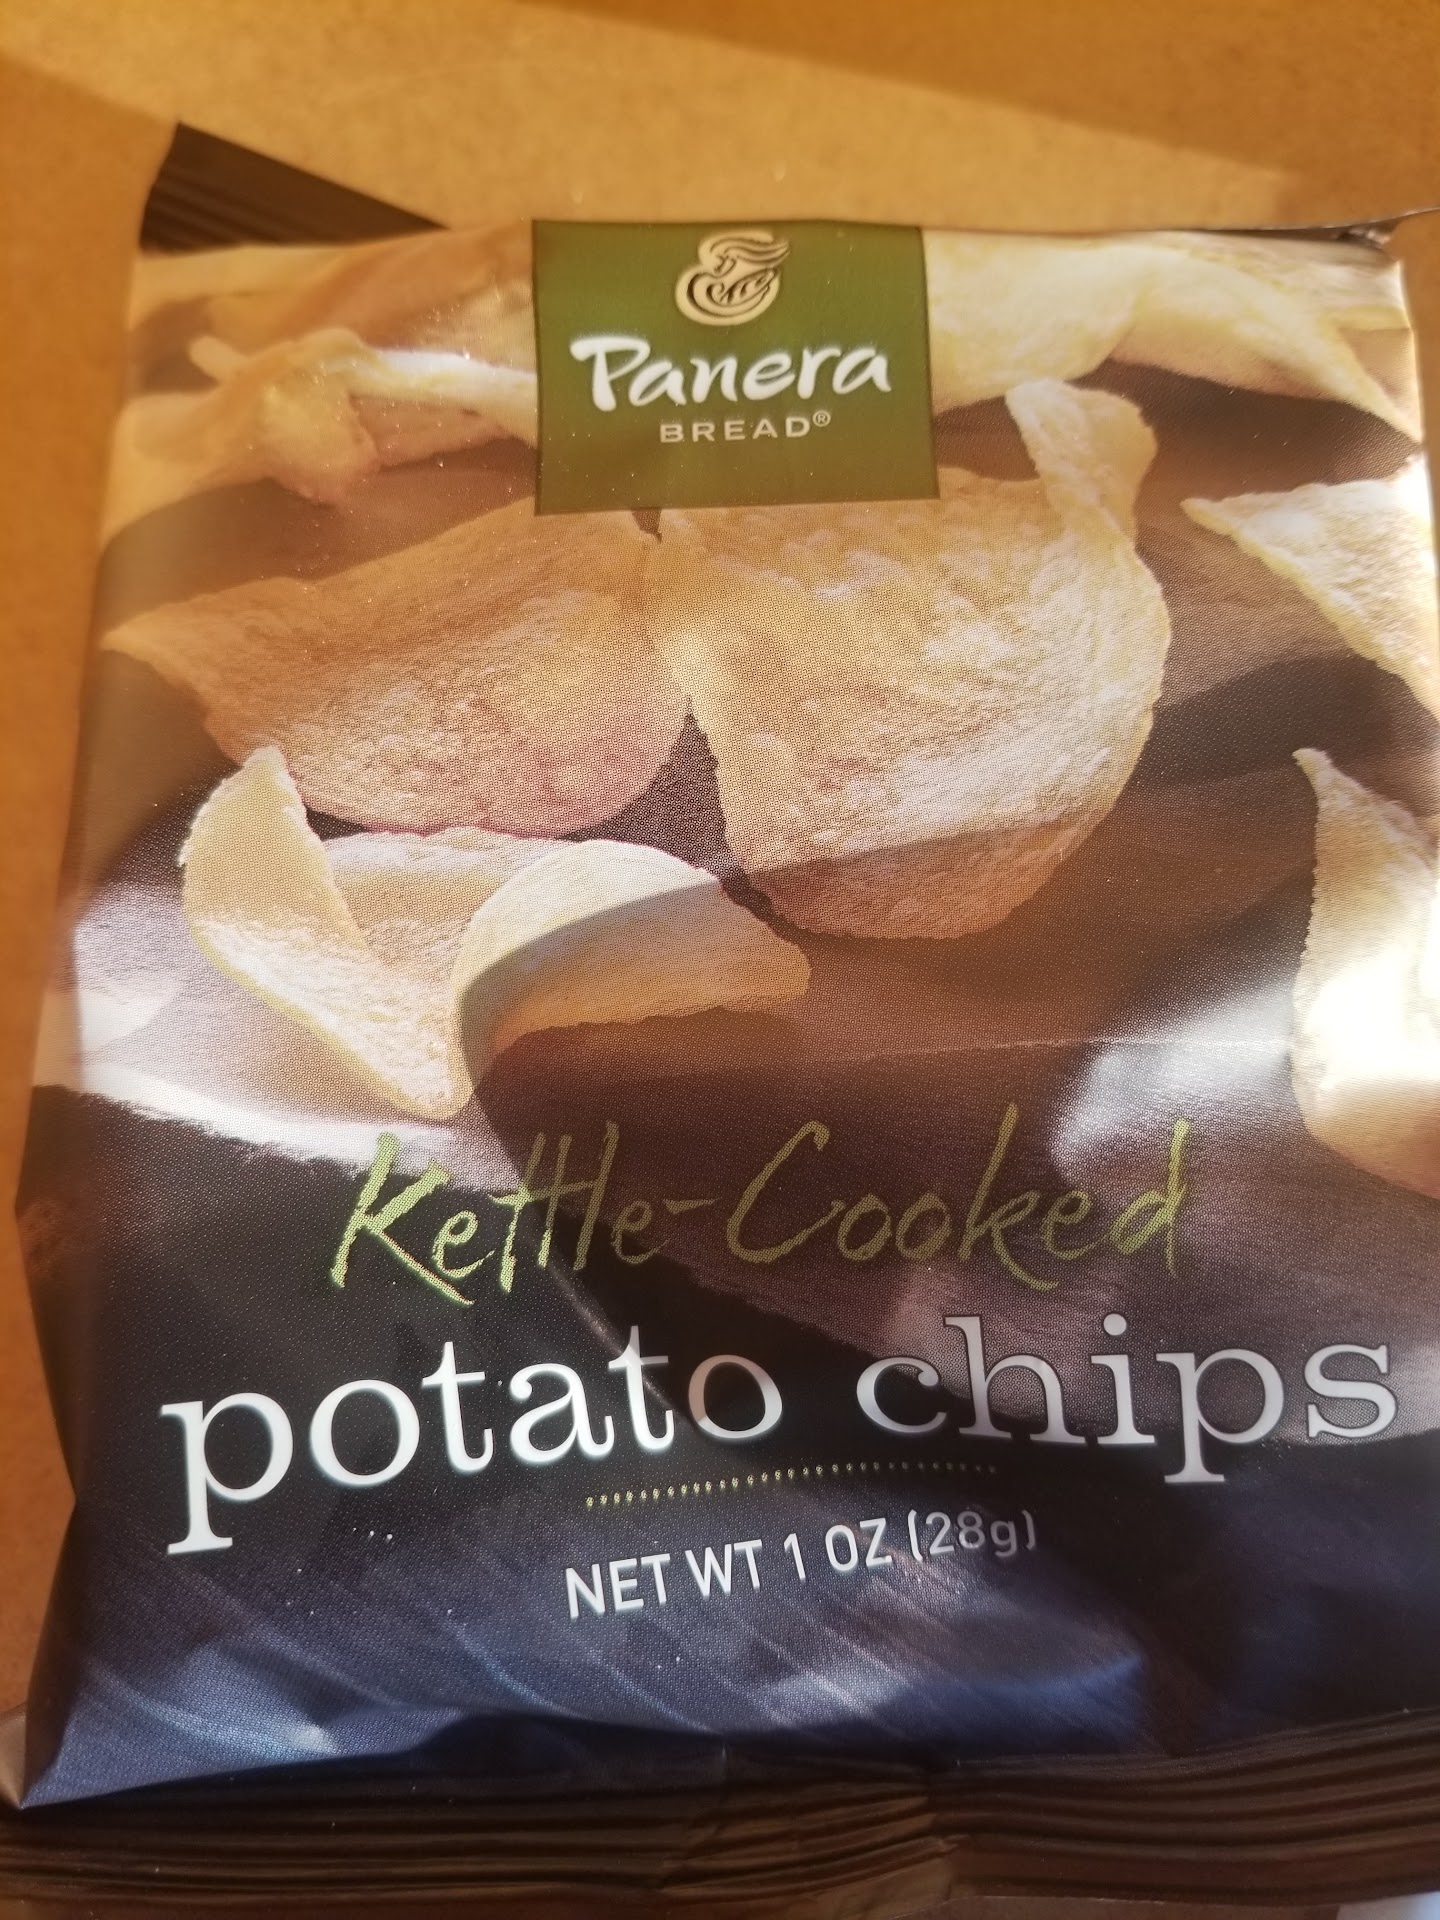 Panera
BREAD®
Kettle-Cooked
potato chips
NET WT 1 OZ (28g)